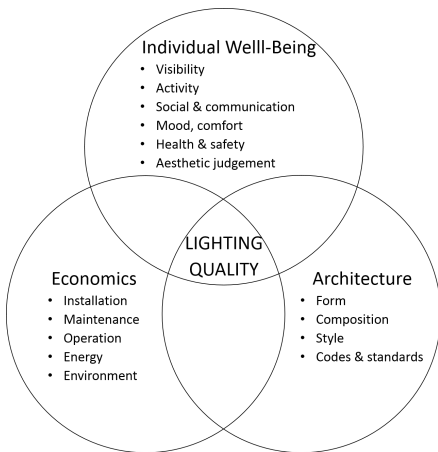 Individual Welll-Being
• Visibility
• Activity
• Social & communication
• Mood, comfort
• Health & safety
• Aesthetic judgement
LIGHTING
QUALITY
Economics
• Installation
• Maintenance
• Operation
• Energy
• Environment
Architecture
• Form
• Composition
• Style
• Codes & standards